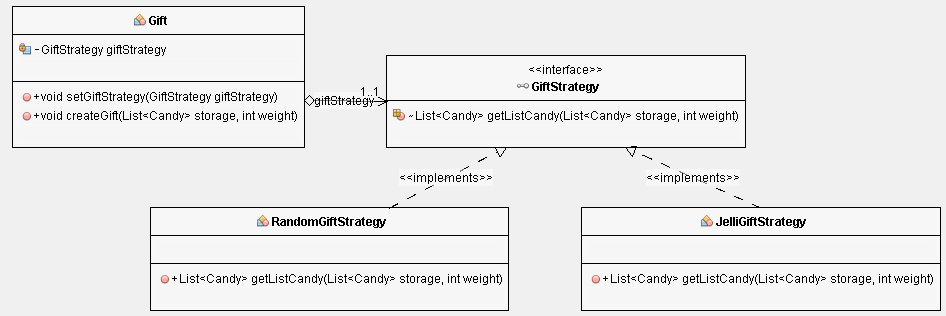 Gift
~ GiftStrategy giftStrategy
+void setGiftStrategy(GiftStrategy giftStrategy)
+void createGift(List<Candy> storage, int weight)
giftStrategy
1..1
<<interface>>
GiftStrategy
~List<Candy> getListCandy(List<Candy> storage, int weight)
<<implements>>
<<implements>>
RandomGiftStrategy
+List<Candy> getListCandy(List<Candy> storage, int weight)
JelliGiftStrategy
+List<Candy> getListCandy(List<Candy> storage, int weight)